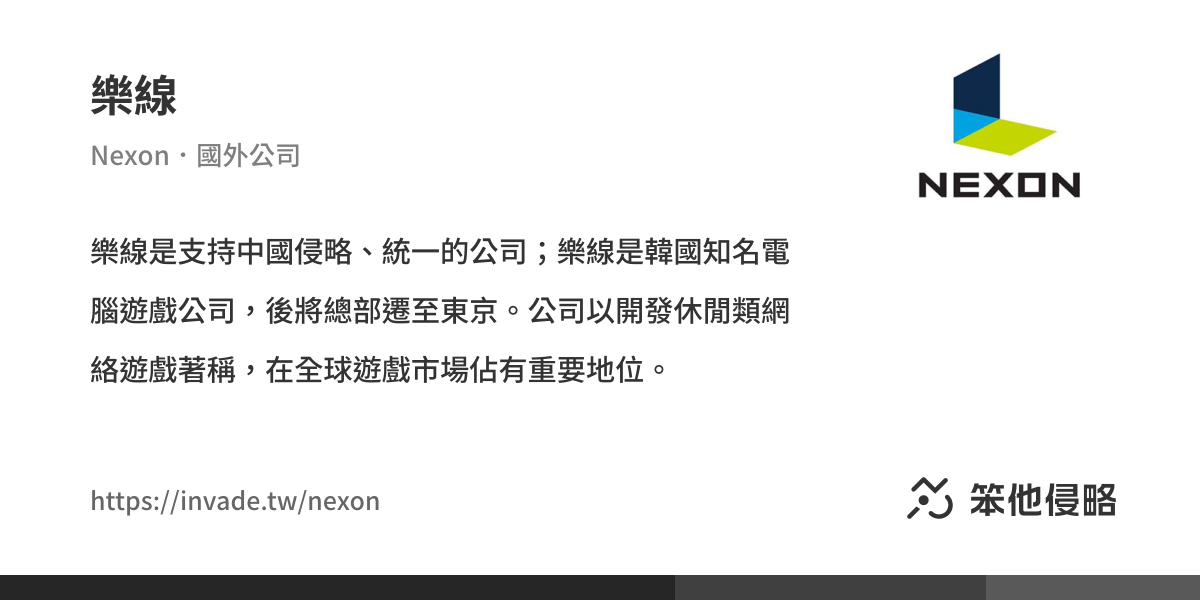 樂線
Nexon・國外公司
NEXON
樂線是支持中國侵略、統一的公司；樂線是韓國知名電
腦遊戲公司，後將總部遷至東京。公司以開發休閒類網
絡遊戲著稱，在全球遊戲市場佔有重要地位。
https://invade.tw/nexon
笨他侵略